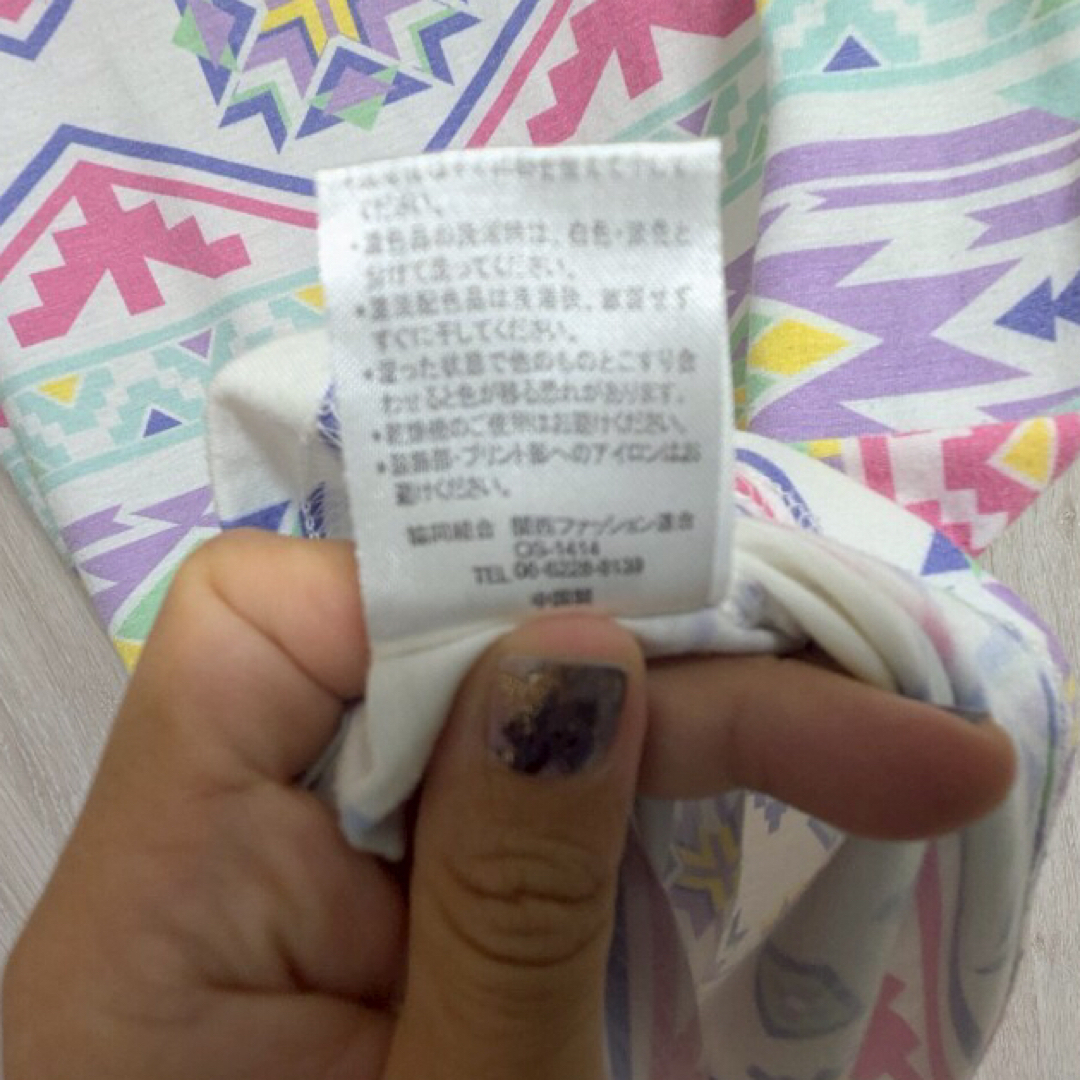 ください。
・濃色品の洗濯時は、白色・淡色と
分けて洗ってください。
・濃淡配色品は洗濯後、放置せず
すぐに干してください。
・湿った状態で他のものとこすり合
わせると色が移る恐れがあります。
・乾燥機のご使用はお避けください。
・装飾部・プリント部へのアイロンはお
避けください。
協同組合 関西ファッション連合
OS-1414
TEL 06-6228-
中国製